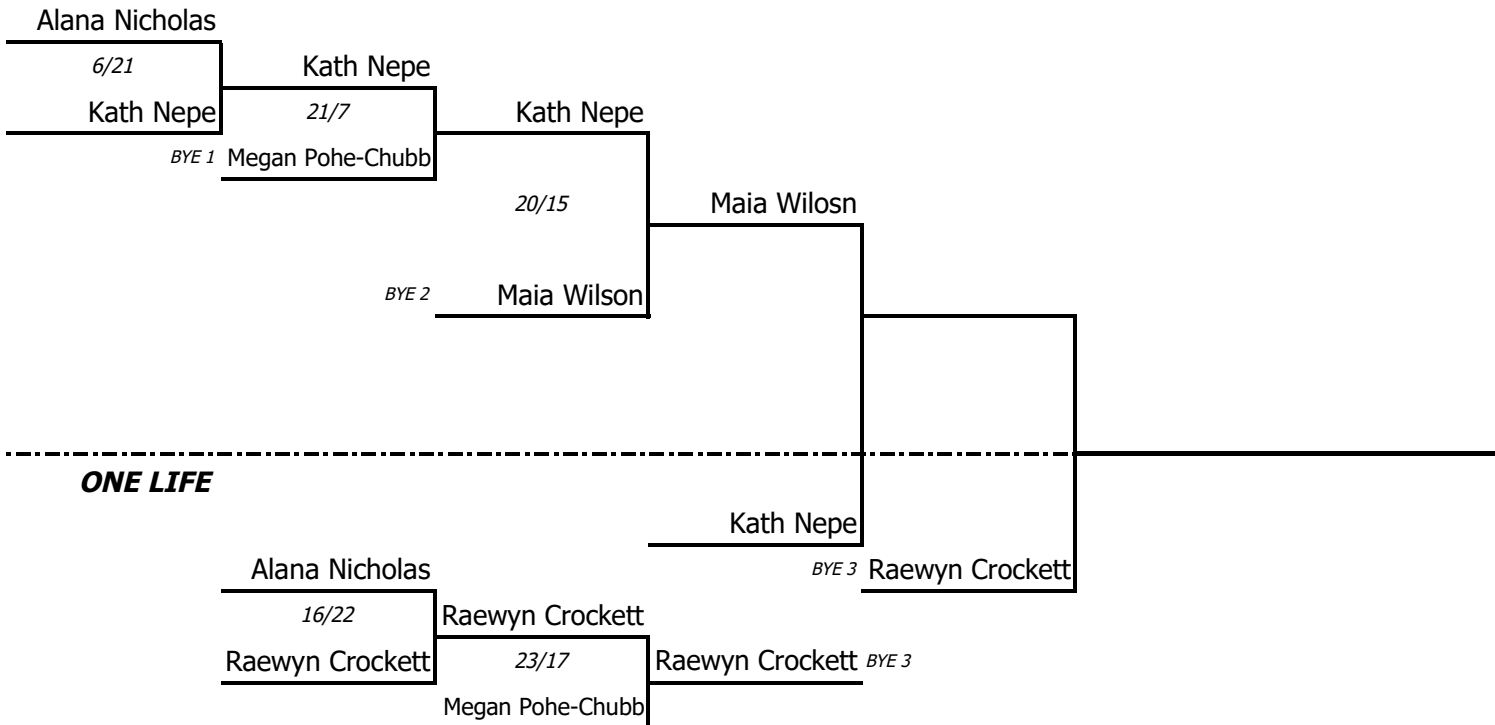 Alana Nicholas
6/21
Kath Nepe
Kath Nepe
21/7
Kath Nepe
BYE 1 Megan Pohe-Chubb
20/15
Maia Wilosn
BYE 2 Maia Wilson
ONE LIFE
Kath Nepe
Alana Nicholas
BYE 3 Raewyn Crockett
16/22
Raewyn Crockett
Raewyn Crockett
23/17
Raewyn Crockett BYE 3
Megan Pohe-Chubb